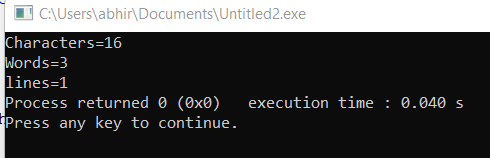 C:\Users\abhir\Documents\Untitled2.exe
Characters=16
Words=3
lines=1
Process returned 0 (0x0)   execution time : 0.040 s
Press any key to continue.